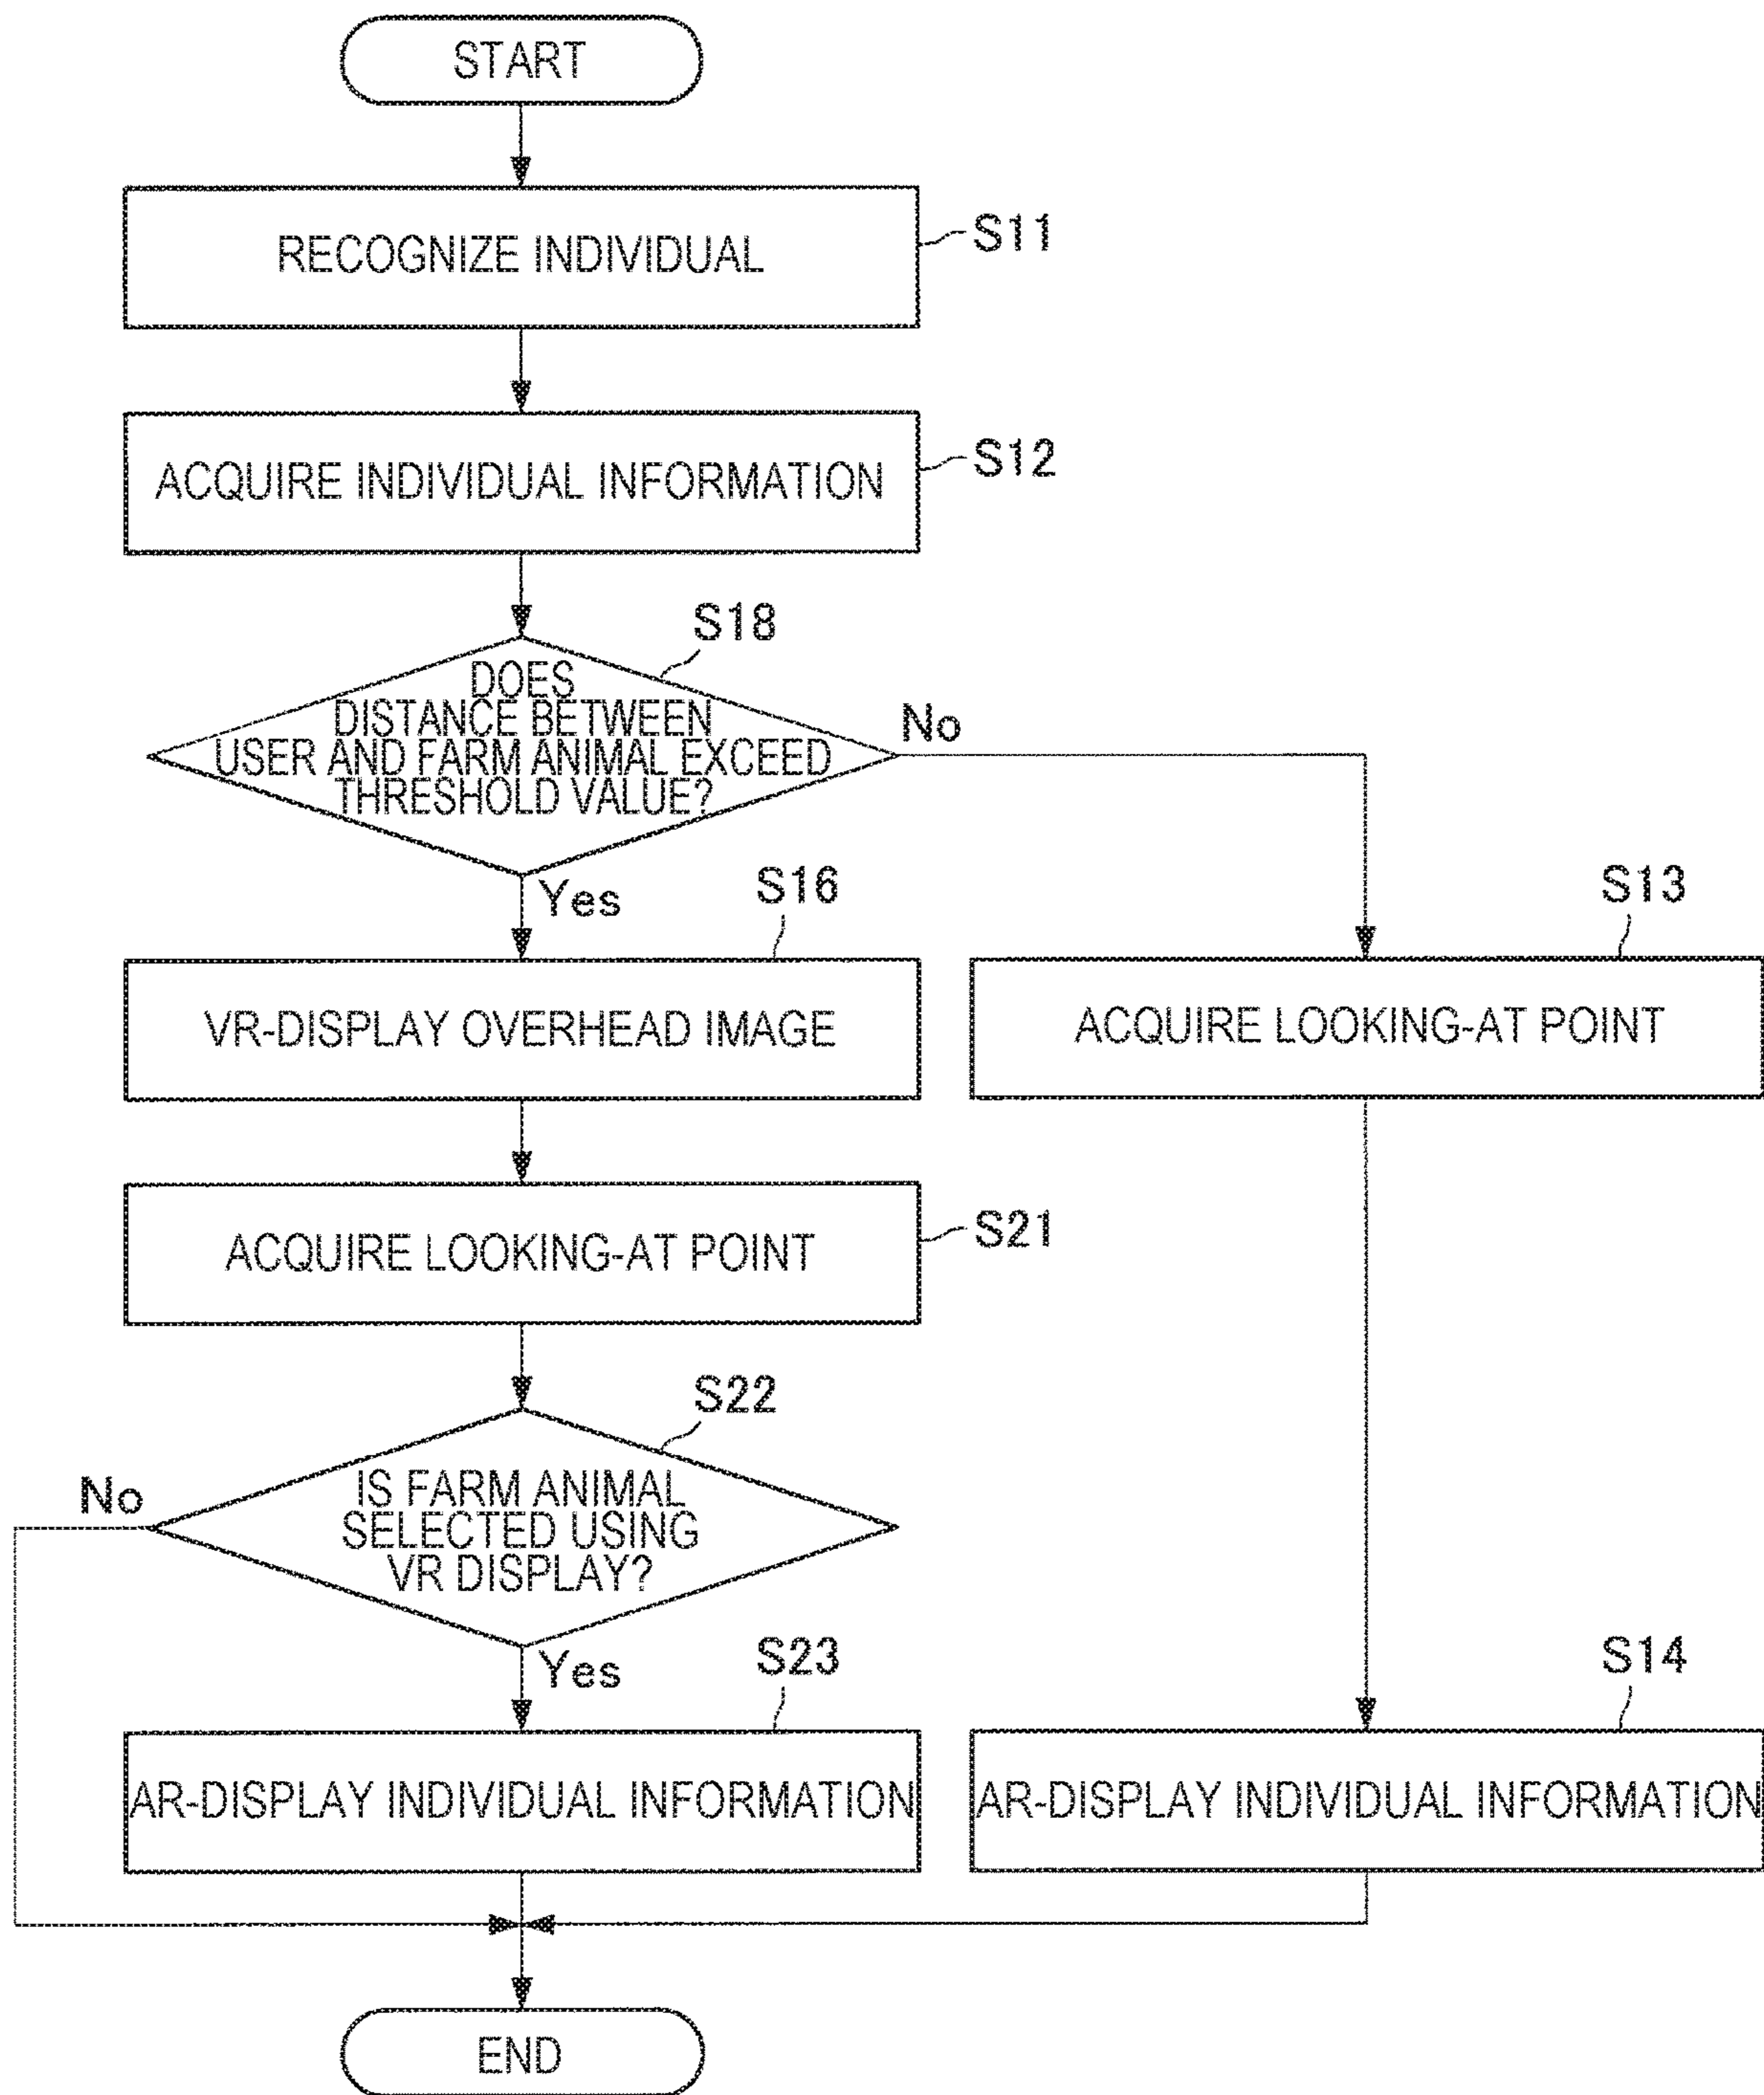 START
RECOGNIZE INDIVIDUAL
S11
ACQUIRE INDIVIDUAL INFORMATION
S12
S18
DOES
DISTANCE BETWEEN
USER AND FARM ANIMAL EXCEED
THRESHOLD VALUE?
No
Yes
S16
VR-DISPLAY OVERHEAD IMAGE
S13
ACQUIRE LOOKING-AT POINT
ACQUIRE LOOKING-AT POINT
S21
S22
IS FARM ANIMAL
SELECTED USING
VR DISPLAY?
No
Yes
S23
AR-DISPLAY INDIVIDUAL INFORMATION
S14
AR-DISPLAY INDIVIDUAL INFORMATION
END